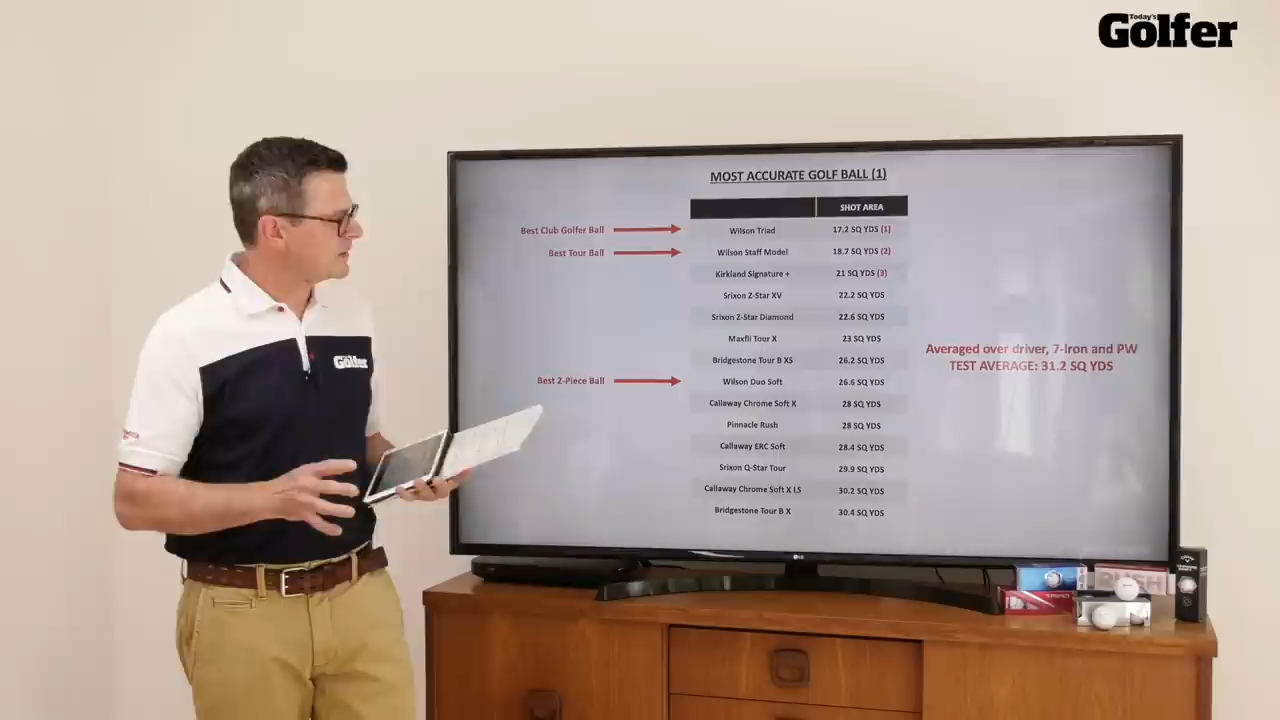 Today's
Golfer
MOST ACCURATE GOLF BALL (1)
SHOT AREA
Best Club Golfer Ball Wilson Triad 17.2 SQ YDS (1)
Best Tour Ball Wilson Staff Model 18.7 SQ YDS (2)
Kirkland Signature + 21 SQ YDS (3)
Srixon Z-Star XV 22.2 SQ YDS
Srixon Z-Star Diamond 22.6 SQ YDS
Maxfli Tour X 23 SQ YDS
Bridgestone Tour B XS 26.2 SQ YDS
Best 2-Piece Ball Wilson Duo Soft 26.6 SQ YDS
Callaway Chrome Soft X 28 SQ YDS
Pinnacle Rush 28 SQ YDS
Callaway ERC Soft 28.4 SQ YDS
Srixon Q-Star Tour 29.9 SQ YDS
Callaway Chrome Soft X LS 30.2 SQ YDS
Bridgestone Tour B X 30.4 SQ YDS
Averaged over driver, 7-Iron and PW
TEST AVERAGE: 31.2 SQ YDS
Golfer
LG
RUSH
TRIAD